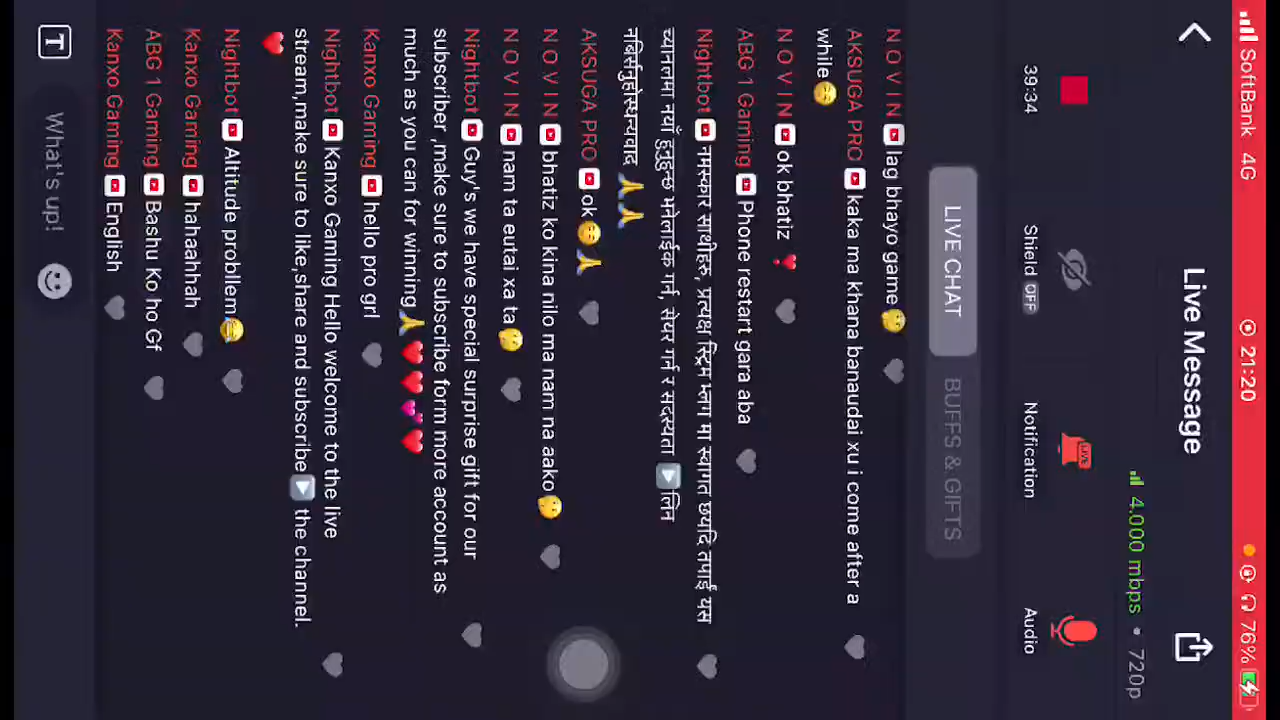 SoftBank 4G 21:20 76%
Live Message
4.000 mbps • 720p
39:34 Shield OFF Notification LIVE Audio
LIVE CHAT BUFFS & GIFTS
N O V I N lag bhayo game🤔
AKSUGA PRO kaka ma khana banaudai xu i come after a
while🤔
N O V I N ok bhatiz ❣️
ABG 1 Gaming Phone restart gara aba
Nightbot नमस्कार साथीहरु, प्रत्यक्ष स्ट्रिम म्लाग मा स्वागत छयदि तपाईं यस
च्यानलमा नयाँ हुनुहुन्छ भनेलाईक गर्न, सेयर गर्न र सदस्यता ▶️लिन
नबिर्सनुहोसधन्यवाद 🙏🙏
AKSUGA PRO ok🤔🙏
N O V I N bhatiz ko kina nilo ma nam na aako🤔
N O V I N nam ta eutai xa ta🤔
Nightbot Guy's we have special surprise gift for our
subscriber ,make sure to subscribe form more account as
much as you can for winning 🙏❤️❤️💕❤️
Kanxo Gaming hello pro grl
Nightbot Kanxo Gaming Hello welcome to the live
stream,make sure to like,share and subscribe▶️ the channel.
❤️
Nightbot Altitude probllem😂
Kanxo Gaming hahaahhah
ABG 1 Gaming Bashu Ko ho Gf
Kanxo Gaming English
T What's up!